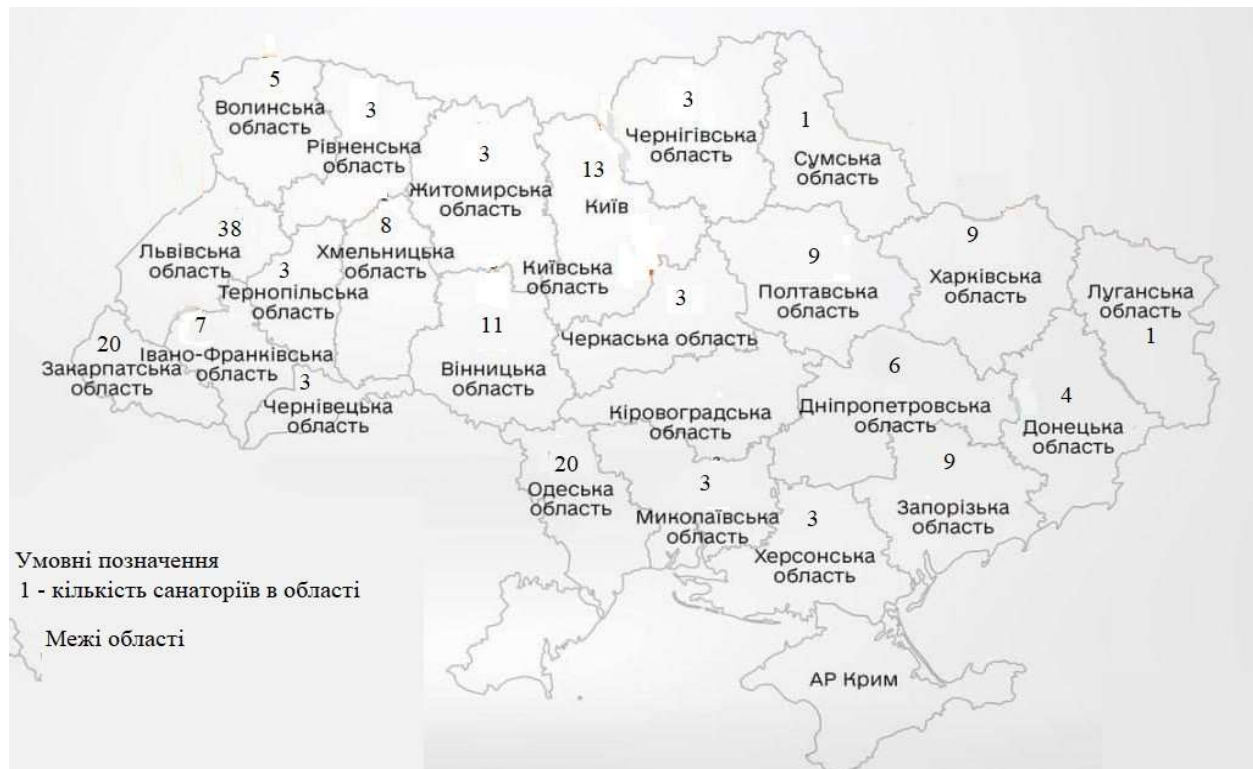 5
Волинська
область
3
Рівненська
область
3
Житомирська
область
13
Київ
Київська
область
3
Чернігівська
область
1
Сумська
область
38
Львівська
область
3
Тернопільська
область
8
Хмельницька
область
20
Закарпатська
область
7
Івано-Франківська
область
3
Чернівецька
область
11
Вінницька
область
3
Черкаська область
9
Полтавська
область
9
Харківська
область
Луганська
область
1
Кіровоградська
область
6
Дніпропетровська
область
4
Донецька
область
20
Одеська
область
3
Миколаївська
область
3
Херсонська
область
9
Запорізька
область
АР Крим
Умовні позначення
1 - кількість санаторіїв в області
Межі області